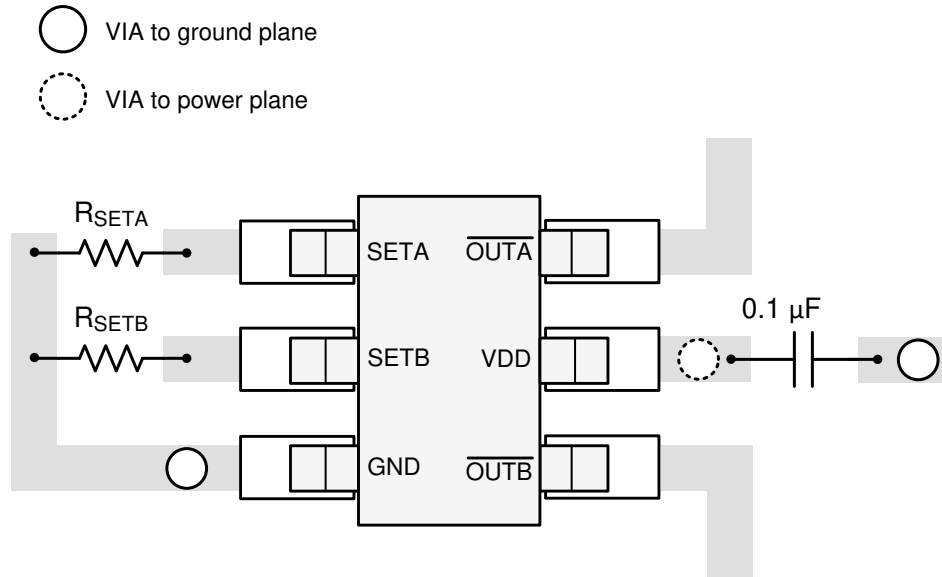 VIA to ground plane
VIA to power plane
RSETA
SETA
OUTA
RSETB
SETB
VDD
0.1 µF
GND
OUTB